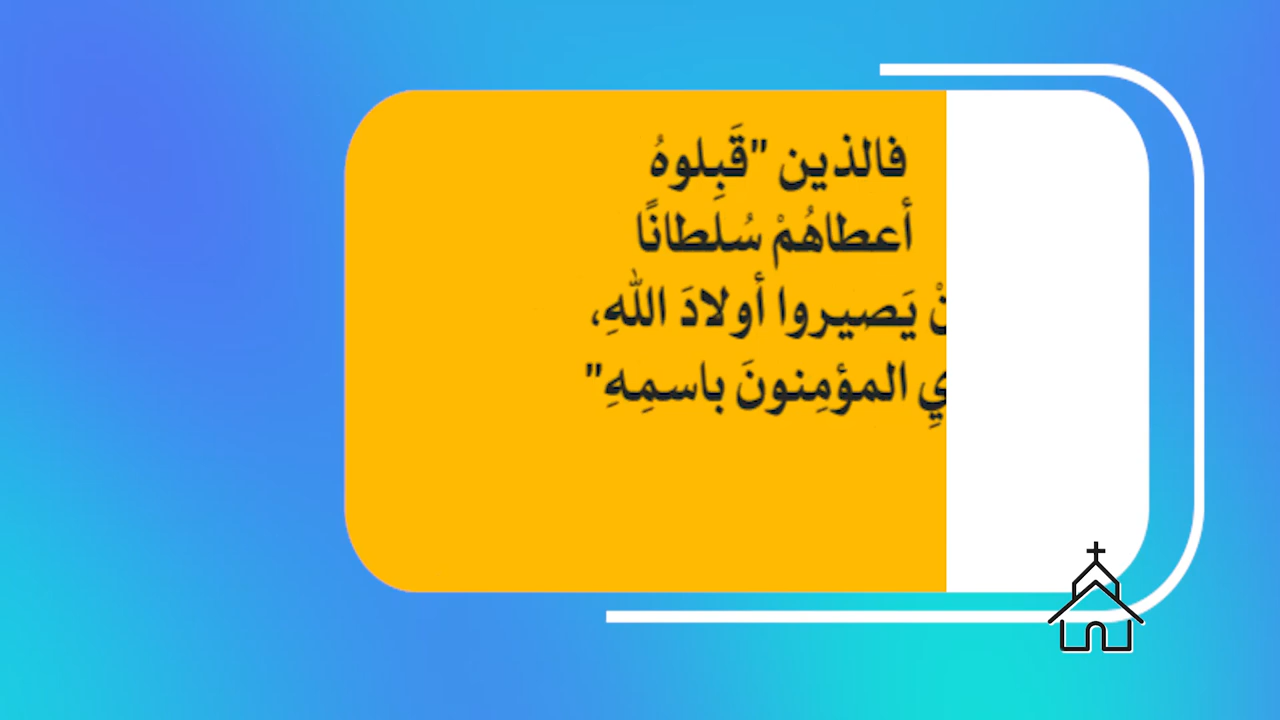 فالذين "قَبِلوهُ
أعطاهُمْ سُلطانًا
يَصيروا أولادَ اللهِ،
المؤمِنونَ باسمِهِ"